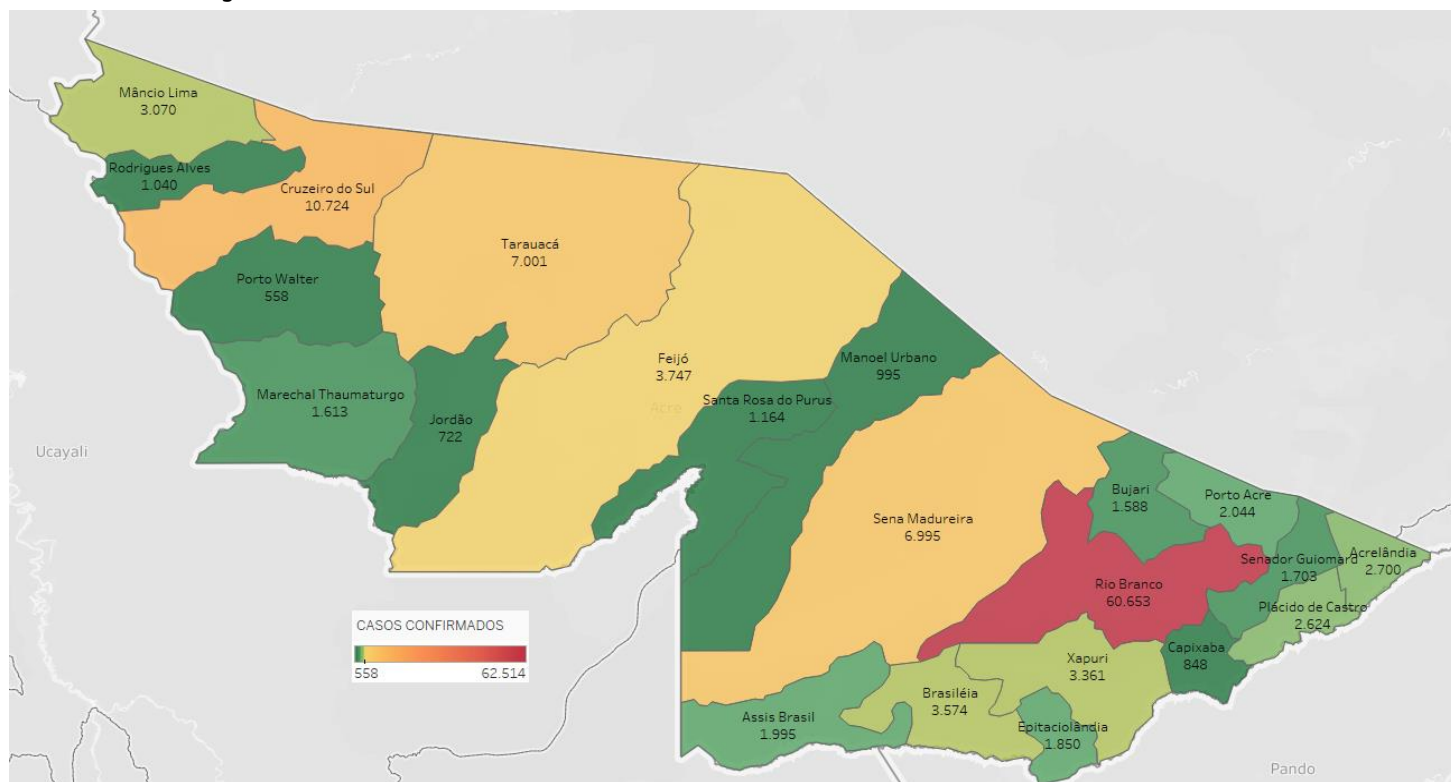 Mâncio Lima
3.070
Rodrigues Alves
1.040
Cruzeiro do Sul
10.724
Tarauacá
7.001
Porto Walter
558
Feijó
3.747
Manoel Urbano
995
Marechal Thaumaturgo
1.613
Jordão
722
Santa Rosa do Purus
1.164
Acre
Ucayali
Sena Madureira
6.995
Bujari
1.588
Porto Acre
2.044
Senador Guiomard
1.703
Acrelândia
2.700
Rio Branco
60.653
Plácido de Castro
2.624
CASOS CONFIRMADOS
558 62.514
Capixaba
848
Xapuri
3.361
Brasiléia
3.574
Assis Brasil
1.995
Epitaciolândia
1.850
Pando